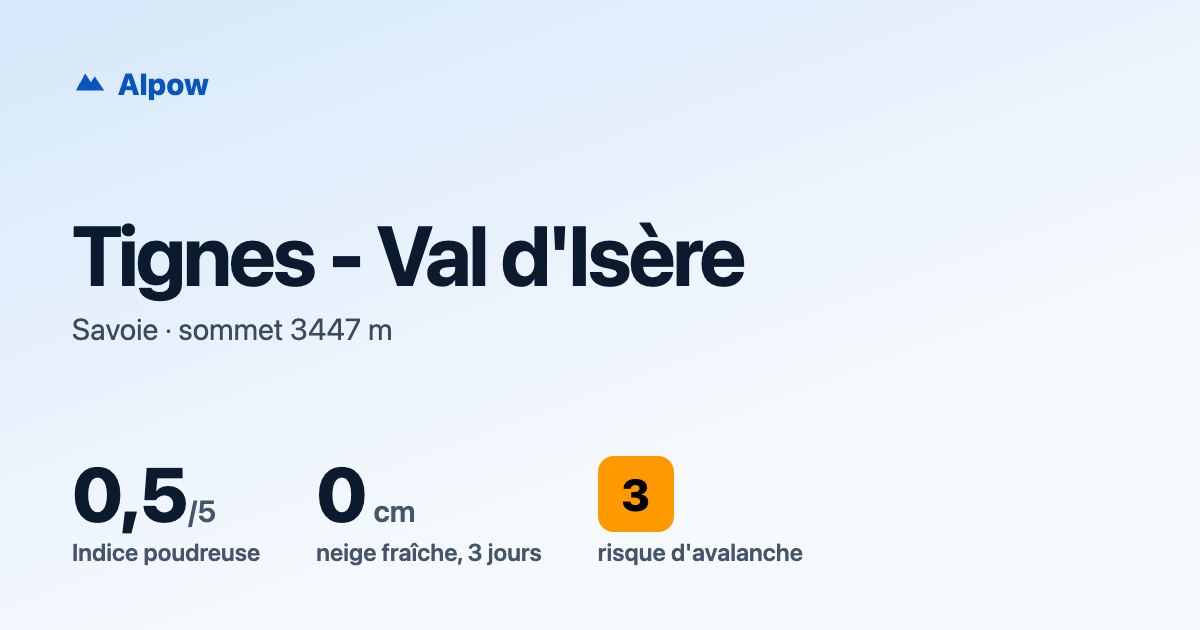 Alpow
Tignes - Val d'Isère
Savoie · sommet 3447 m
0,5/5
Indice poudreuse
0 cm
neige fraîche, 3 jours
3
risque d'avalanche